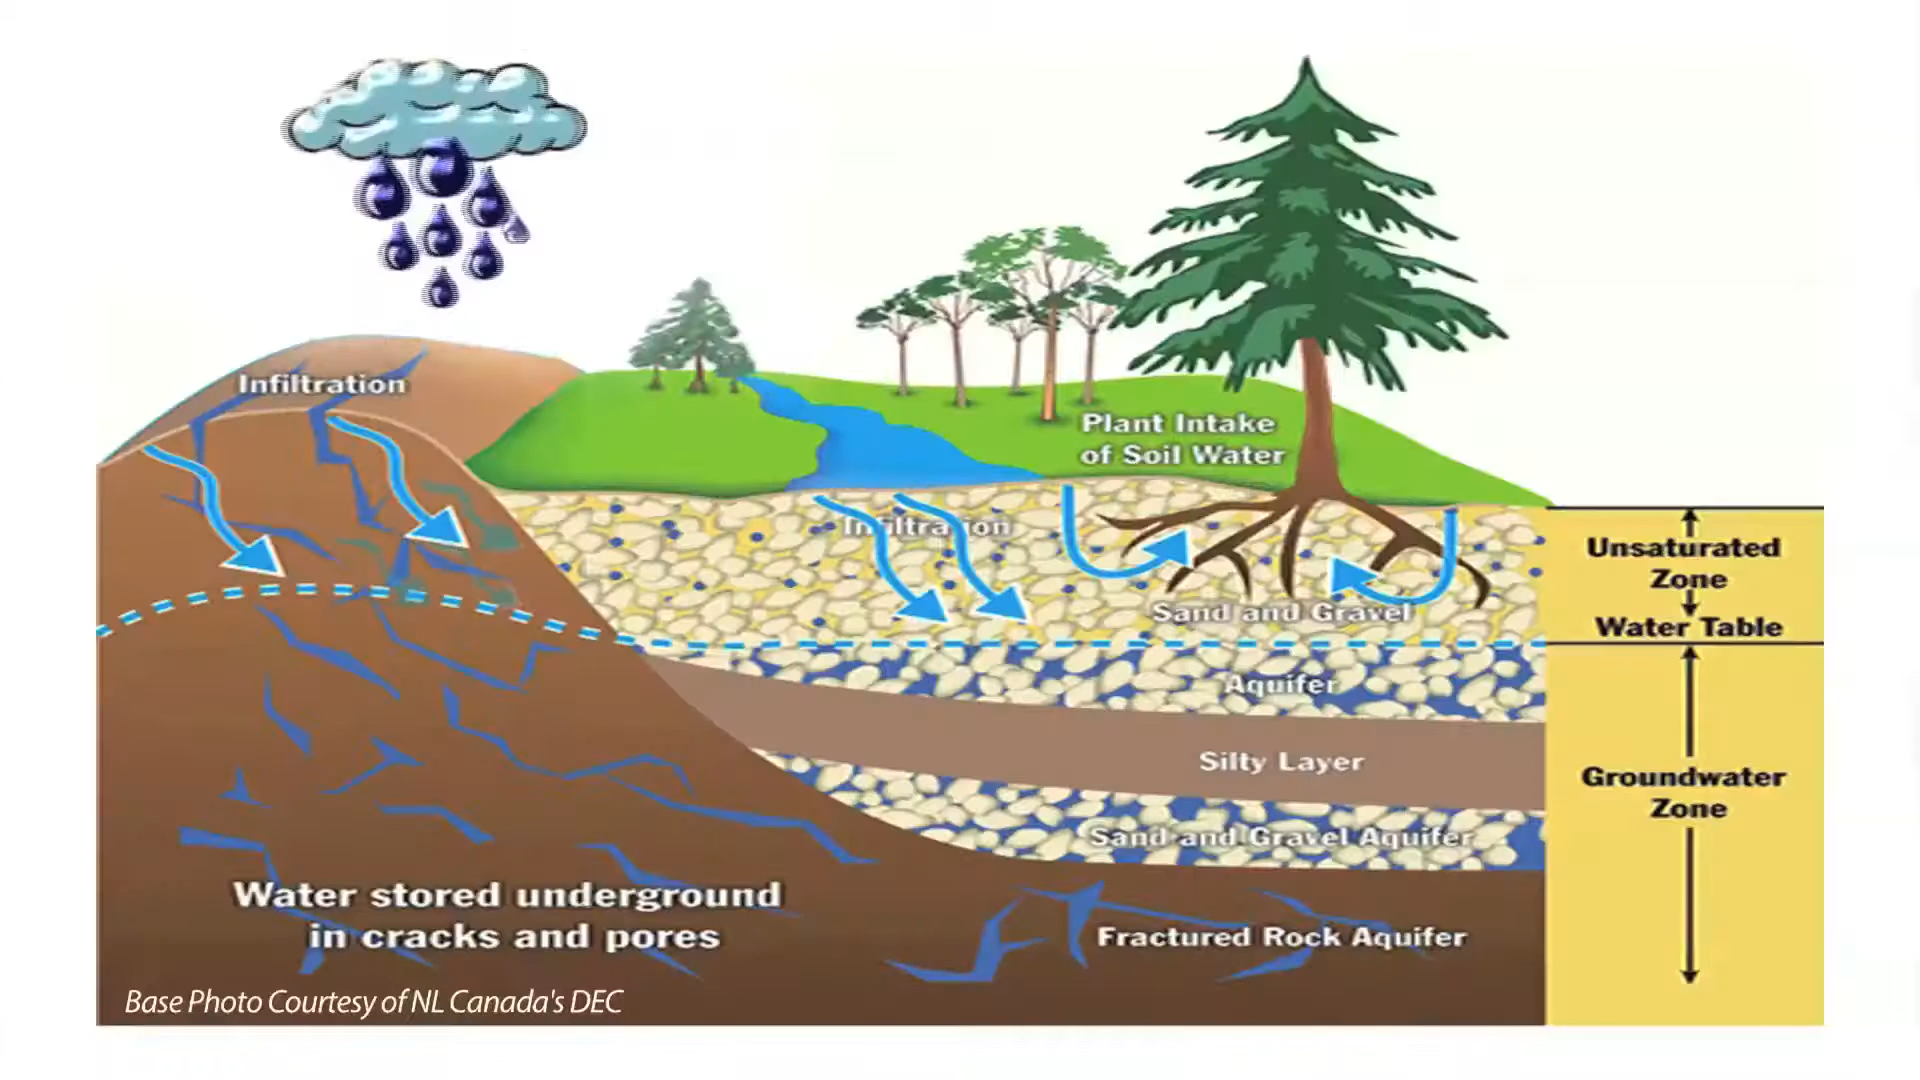 Infiltration
Plant Intake
of Soil Water
Infiltration
Unsaturated
Zone
Sand and Gravel
Water Table
Aquifer
Silty Layer
Groundwater
Zone
Sand and Gravel Aquifer
Water stored underground
in cracks and pores
Fractured Rock Aquifer
Base Photo Courtesy of NL Canada's DEC